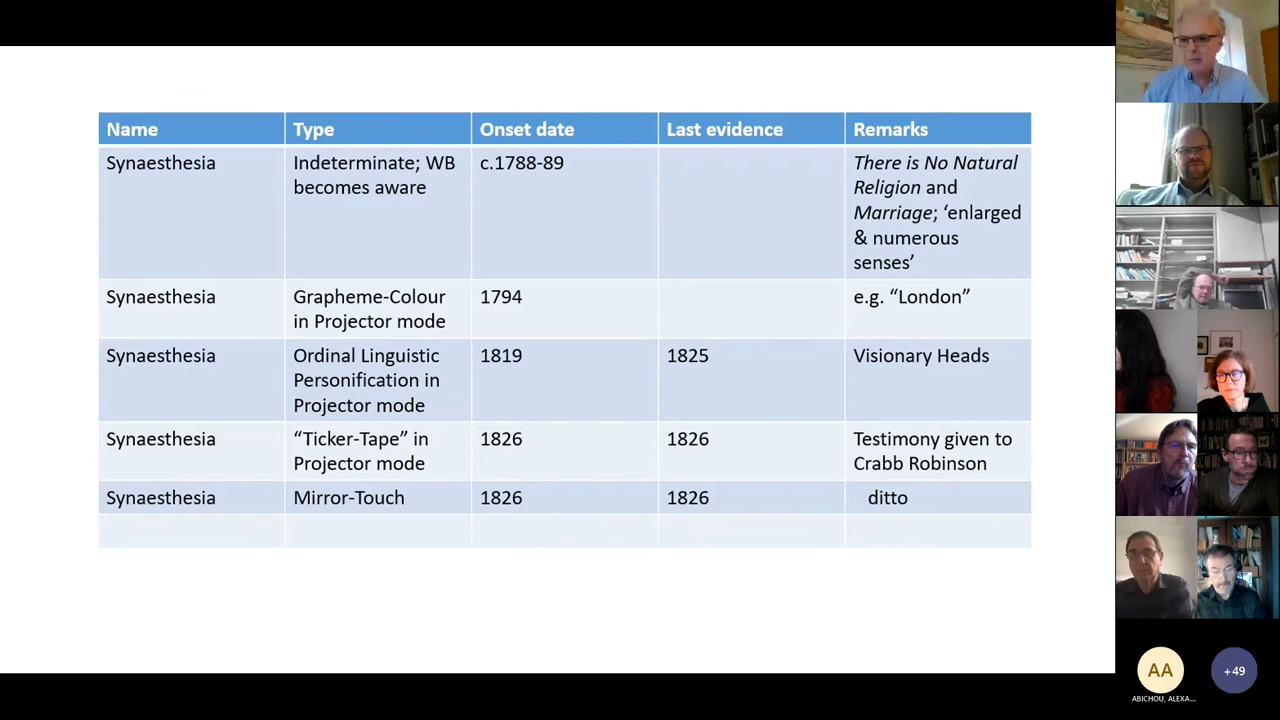 Name Type Onset date Last evidence Remarks
Synaesthesia Indeterminate; WB c.1788-89 There is No Natural
becomes aware Religion and
Marriage; ‘enlarged
& numerous
senses’
Synaesthesia Grapheme-Colour 1794 e.g. “London”
in Projector mode
Synaesthesia Ordinal Linguistic 1819 1825 Visionary Heads
Personification in
Projector mode
Synaesthesia “Ticker-Tape” in 1826 1826 Testimony given to
Projector mode Crabb Robinson
Synaesthesia Mirror-Touch 1826 1826 ditto
AA +49
ABICHOU, ALEXA...